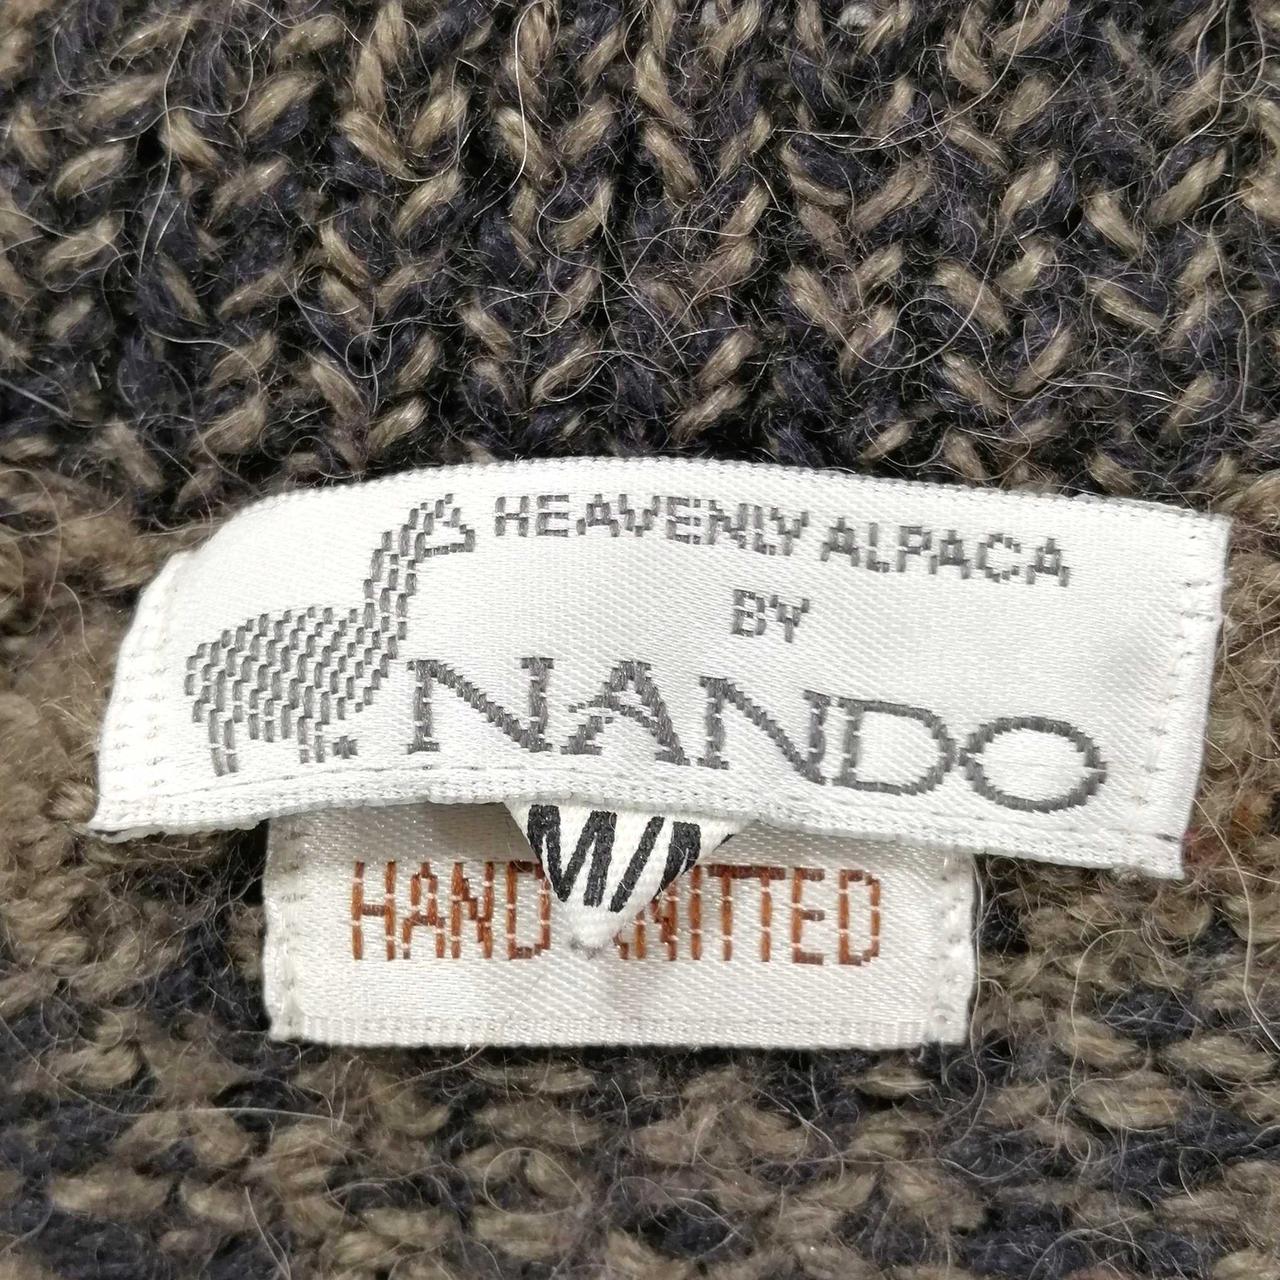 HEAVENLY ALPACA
BY
NANDO
HAND KNITTED